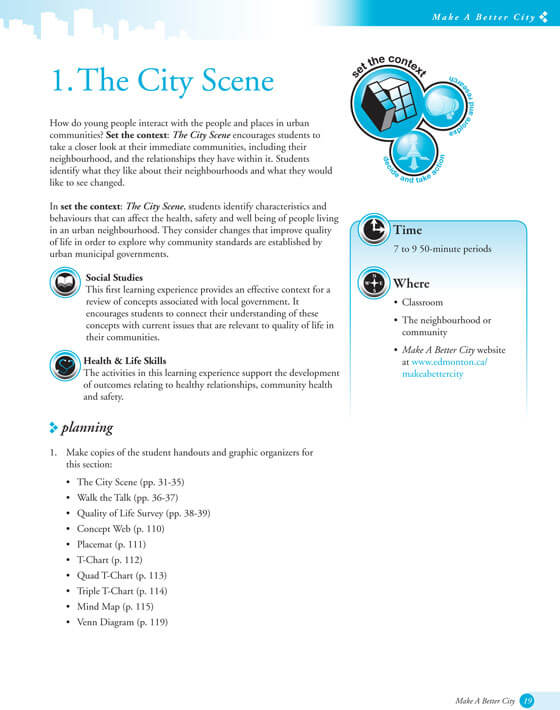 Make A Better City
1. The City Scene
How do young people interact with the people and places in urban
communities? Set the context: The City Scene encourages students to
take a closer look at their immediate communities, including their
neighbourhood, and the relationships they have within it. Students
identify what they like about their neighbourhoods and what they would
like to see changed.
In set the context: The City Scene, students identify characteristics and
behaviours that can affect the health, safety and well being of people living
in an urban neighbourhood. They consider changes that improve quality
of life in order to explore why community standards are established by
urban municipal governments.
Social Studies
This first learning experience provides an effective context for a
review of concepts associated with local government. It
encourages students to connect their understanding of these
concepts with current issues that are relevant to quality of life in
their communities.
Health & Life Skills
The activities in this learning experience support the development
of outcomes relating to healthy relationships, community health
and safety.
planning
1. Make copies of the student handouts and graphic organizers for
this section:
• The City Scene (pp. 31-35)
• Walk the Talk (pp. 36-37)
• Quality of Life Survey (pp. 38-39)
• Concept Web (p. 110)
• Placemat (p. 111)
• T-Chart (p. 112)
• Quad T-Chart (p. 113)
• Triple T-Chart (p. 114)
• Mind Map (p. 115)
• Venn Diagram (p. 119)
set the context
explore and research
decide and take action
Time
7 to 9 50-minute periods
N
W E
S
Where
• Classroom
• The neighbourhood or
community
• Make A Better City website
at www.edmonton.ca/
makeabettercity
Make A Better City 19